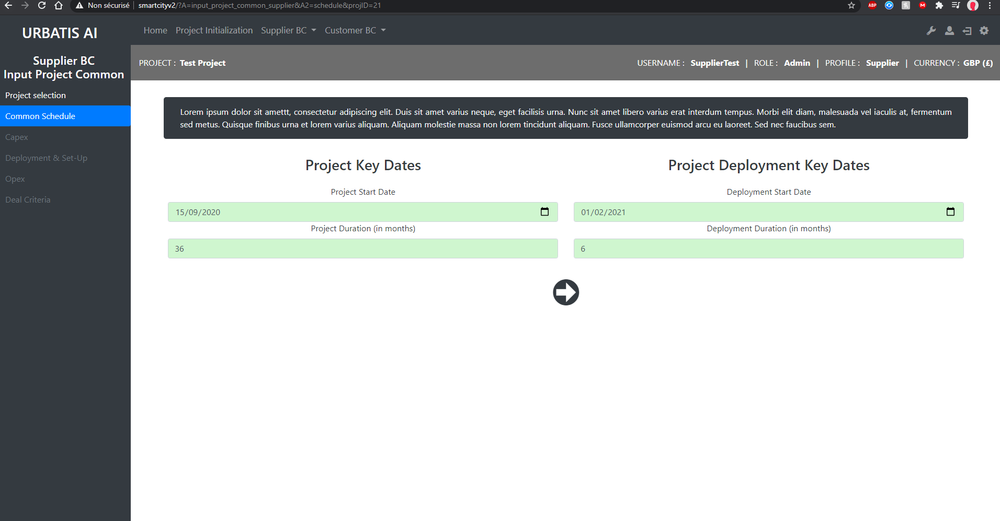 Non sécurisé smartcityv2/?A=input_project_common_supplier&A2=schedule&projID=21
ABP
M
URBATIS AI
Home Project Initialization Supplier BC Customer BC
Supplier BC
Input Project Common
Project selection
Common Schedule
Capex
Deployment & Set-Up
Opex
Deal Criteria
PROJECT : Test Project
USERNAME : SupplierTest | ROLE : Admin | PROFILE : Supplier | CURRENCY : GBP (£)
Lorem ipsum dolor sit amettt, consectetur adipiscing elit. Duis sit amet varius neque, eget facilisis urna. Nunc sit amet libero varius erat interdum tempus. Morbi elit diam, malesuada vel iaculis at, fermentum
sed metus. Quisque finibus urna et lorem varius aliquam. Aliquam molestie massa non lorem tincidunt aliquam. Fusce ullamcorper euismod arcu eu laoreet. Sed nec faucibus sem.
Project Key Dates
Project Start Date
15/09/2020
Project Duration (in months)
36
Project Deployment Key Dates
Deployment Start Date
01/02/2021
Deployment Duration (in months)
6